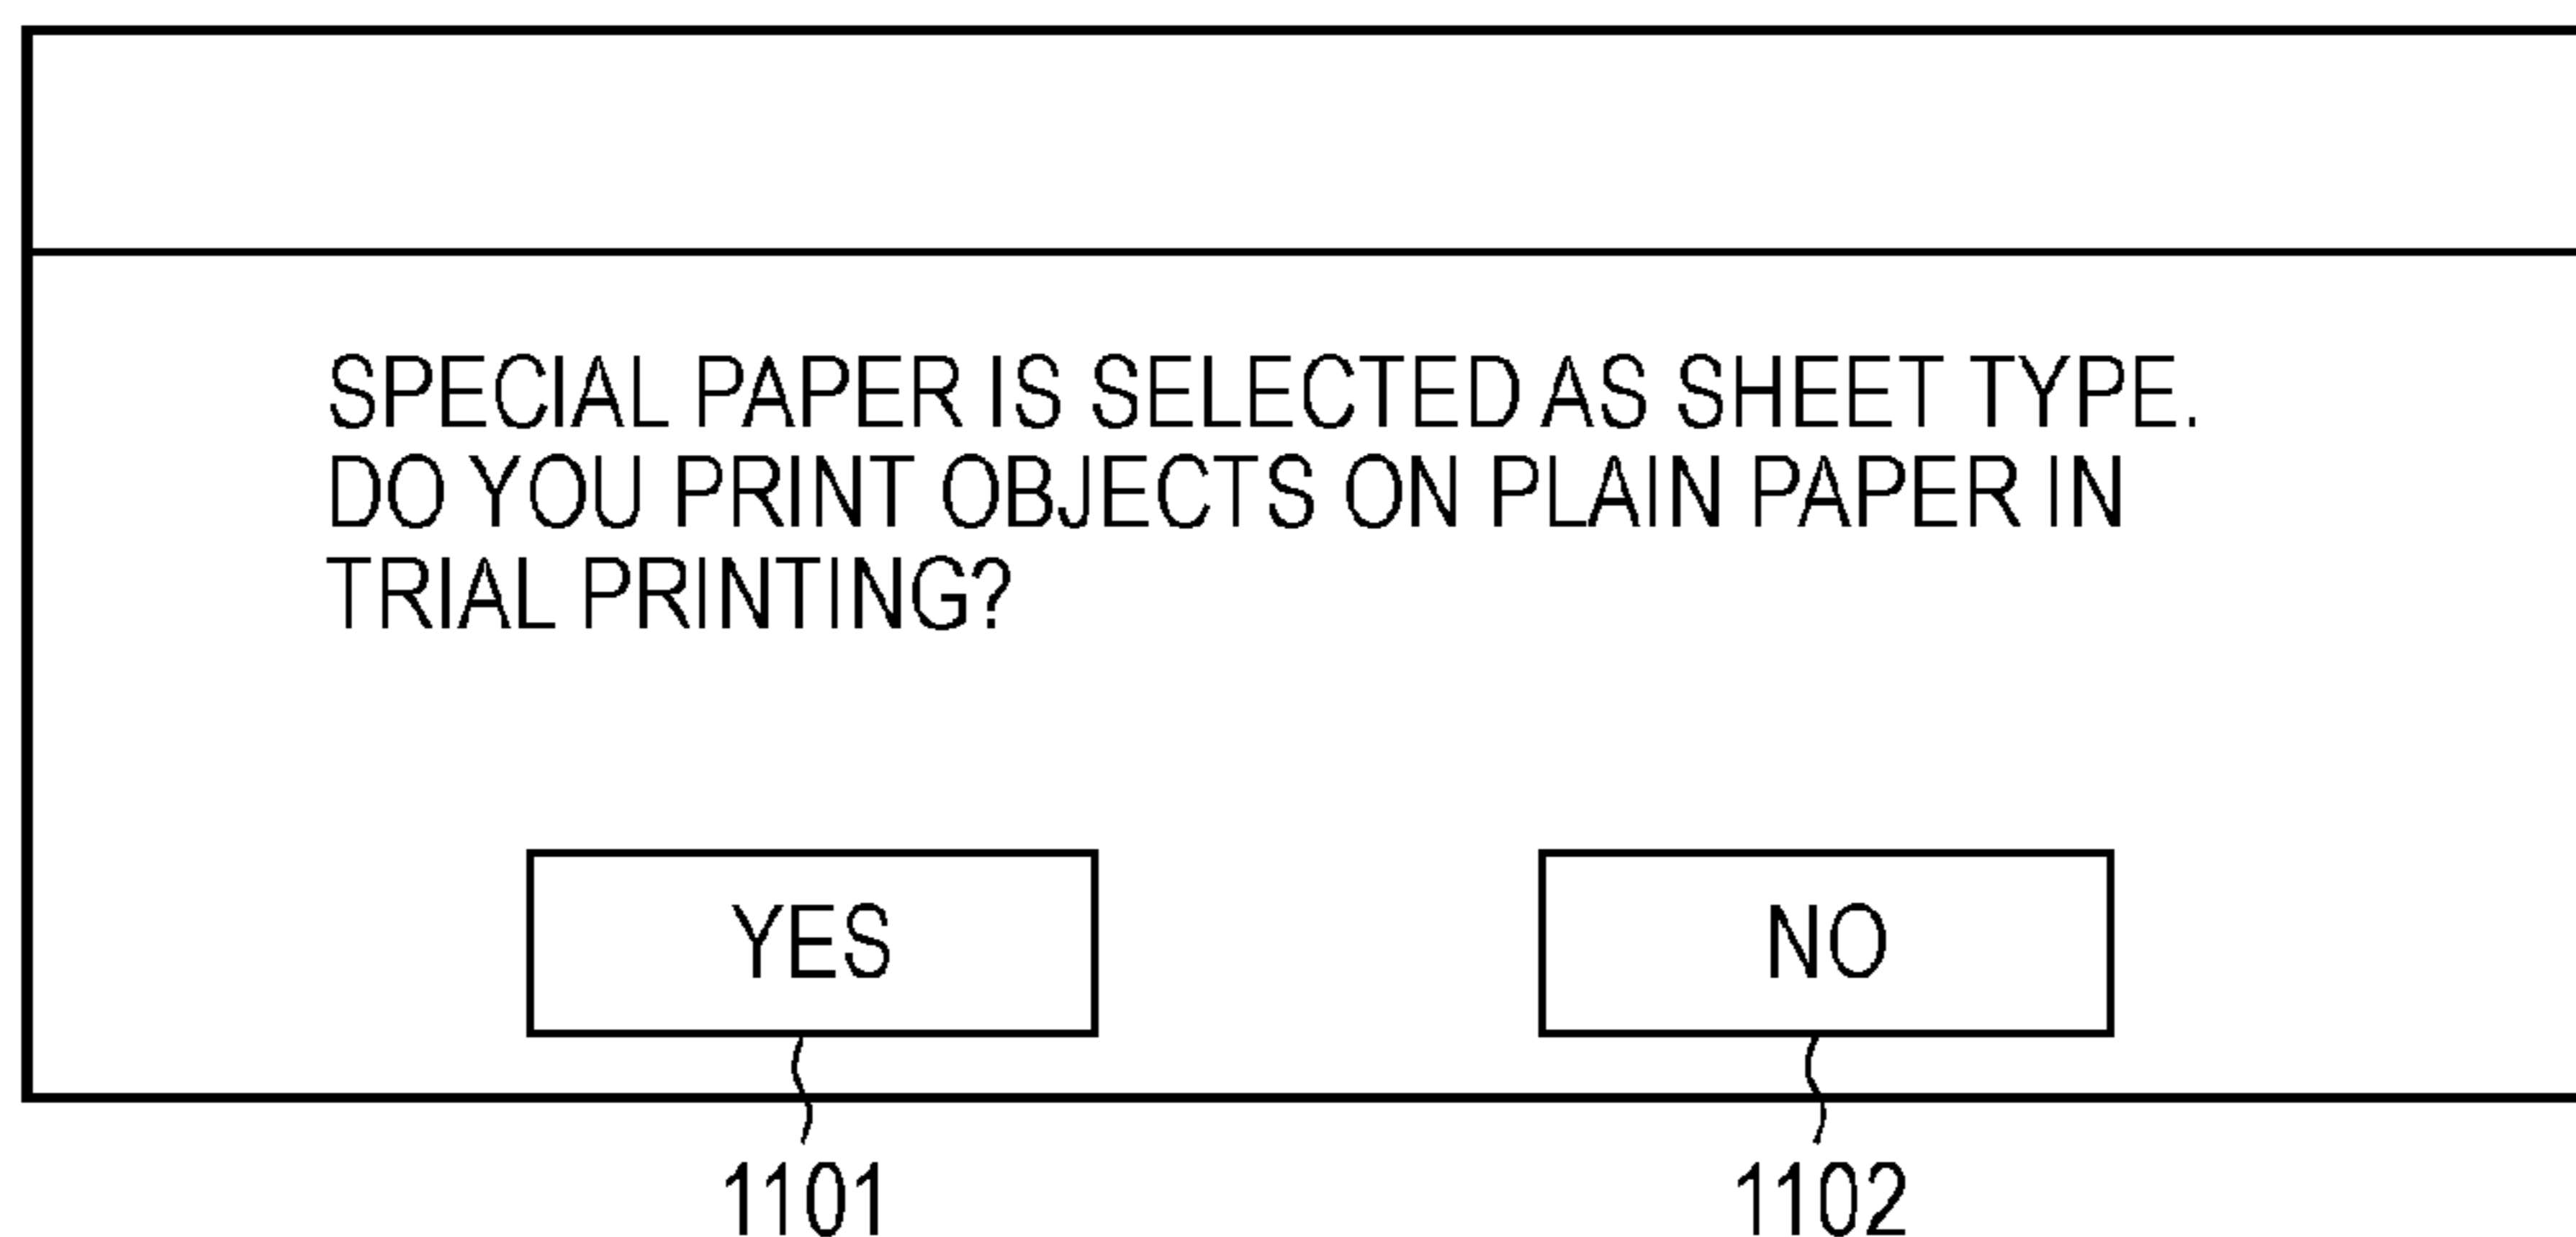 SPECIAL PAPER IS SELECTED AS SHEET TYPE.
DO YOU PRINT OBJECTS ON PLAIN PAPER IN
TRIAL PRINTING?
YES
NO
1101
1102